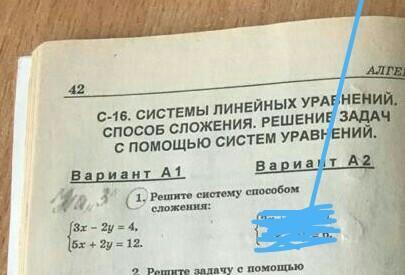 42
АЛГЕ
С-16. СИСТЕМЫ ЛИНЕЙНЫХ УРАВНЕНИЙ.
СПОСОБ СЛОЖЕНИЯ. РЕШЕНИЕ ЗАДАЧ
С ПОМОЩЬЮ СИСТЕМ УРАВНЕНИЙ.
Вариант А1
Вариант А2
1. Решите систему способом
сложения:
3x − 2y = 4,
5x + 2y = 12.
2. Решите задачу с помощью